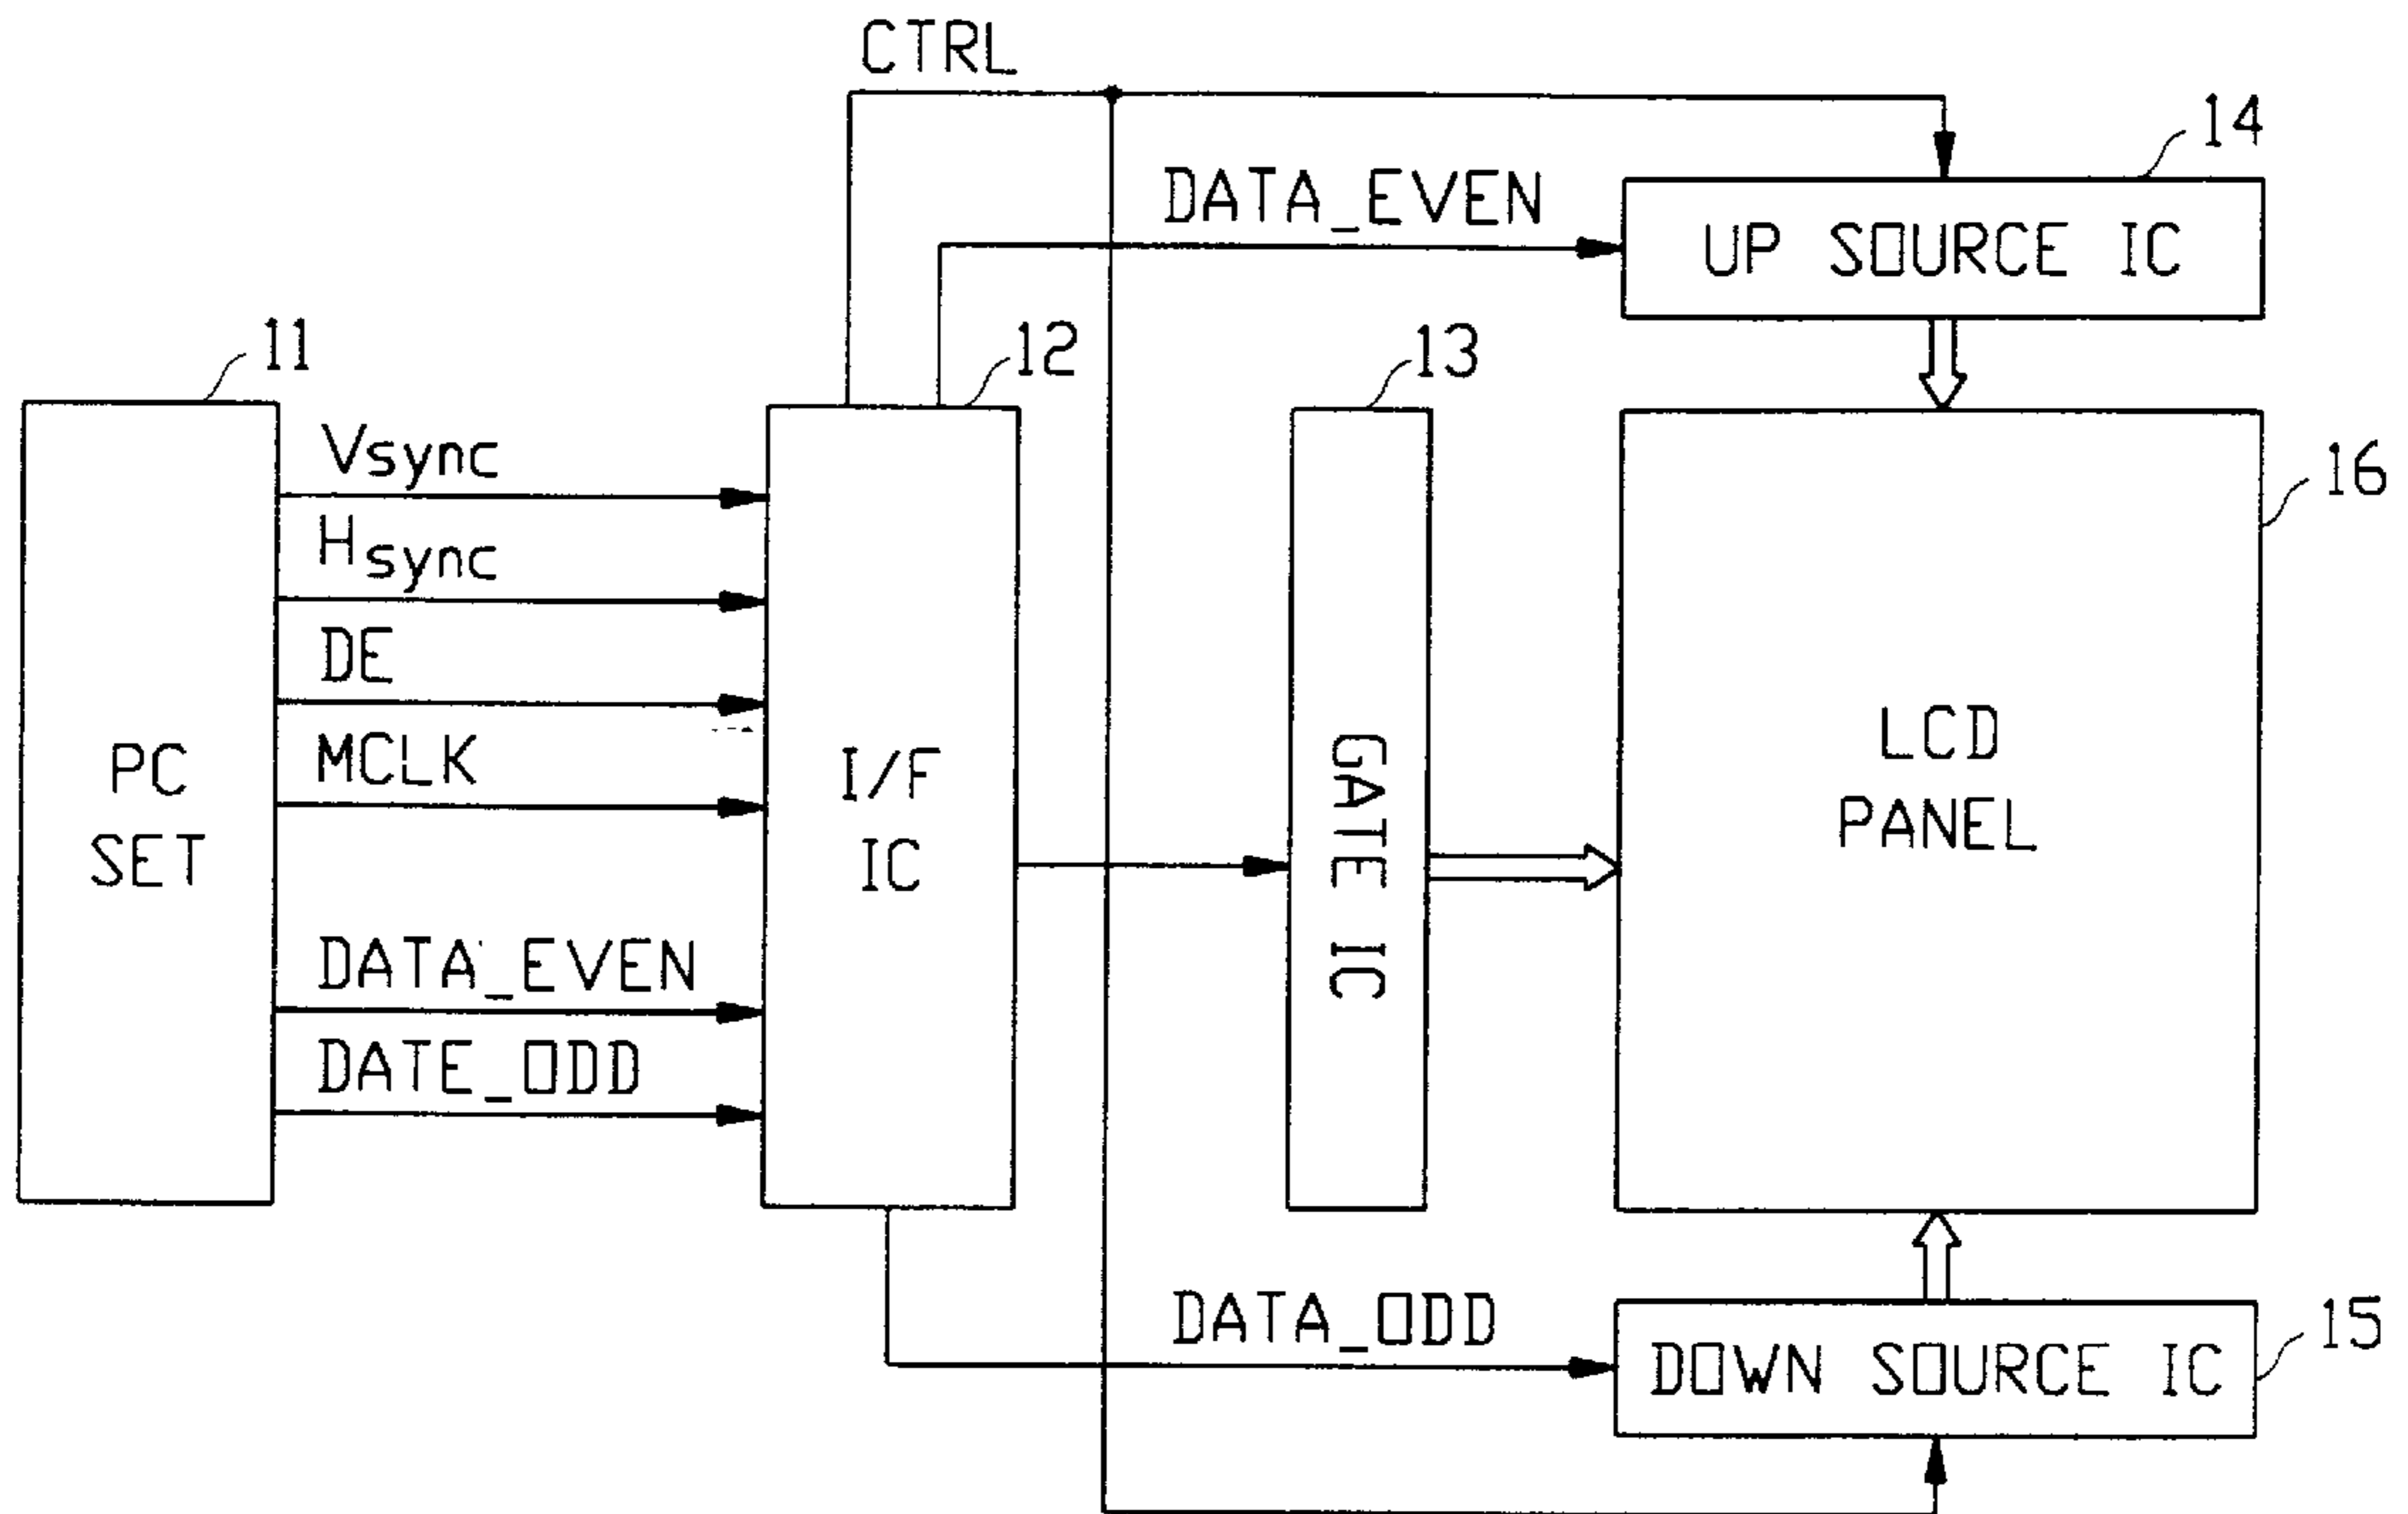 CTRL
14
DATA_EVEN
UP SOURCE IC
11
12
13
Vsync
16
Hsync
DE
MCLK
PC
SET
I/F
IC
GATE IC
LCD
PANEL
DATA_EVEN
DATE_ODD
DATA_ODD
15
DOWN SOURCE IC